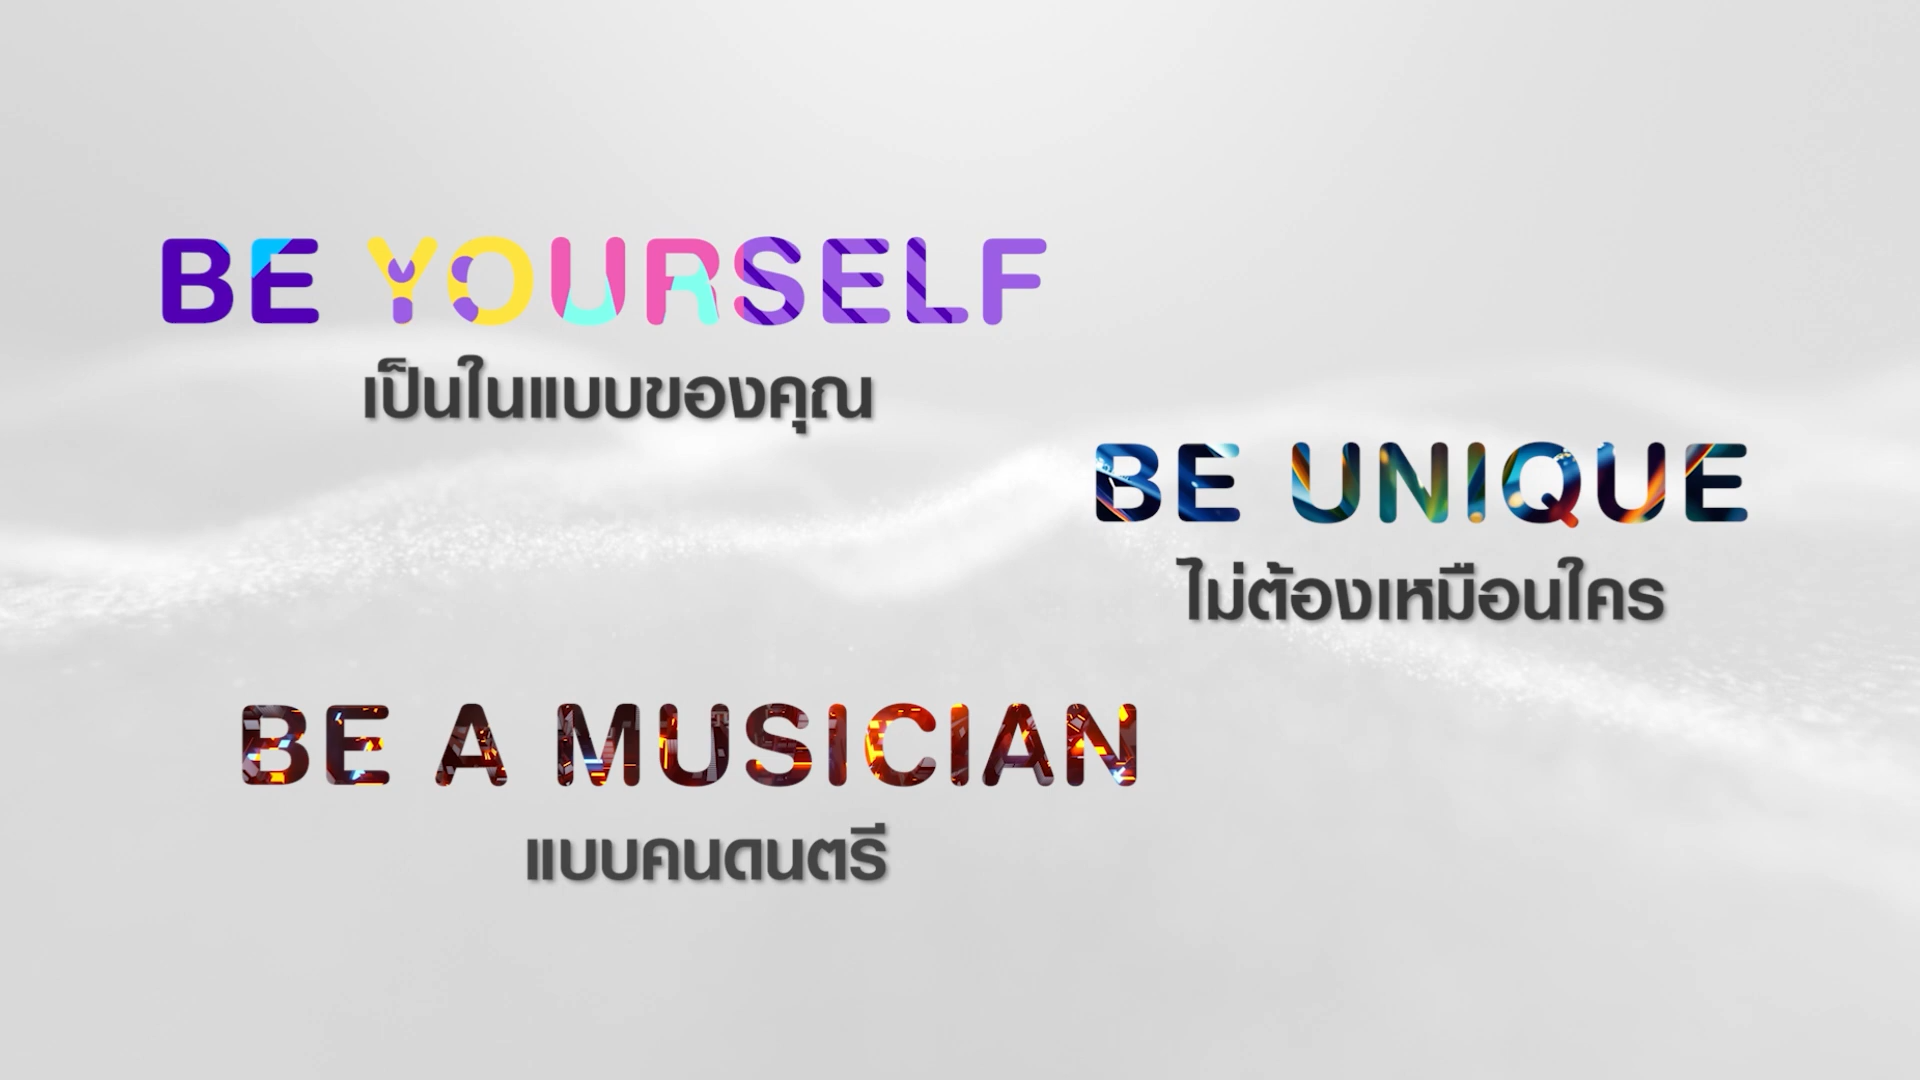 BE YOURSELF
เป็นในแบบของคุณ
BE UNIQUE
ไม่ต้องเหมือนใคร
BE A MUSICIAN
แบบคนดนตรี